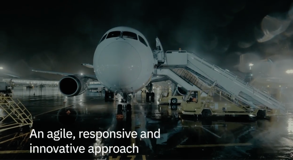 An agile, responsive and
innovative approach